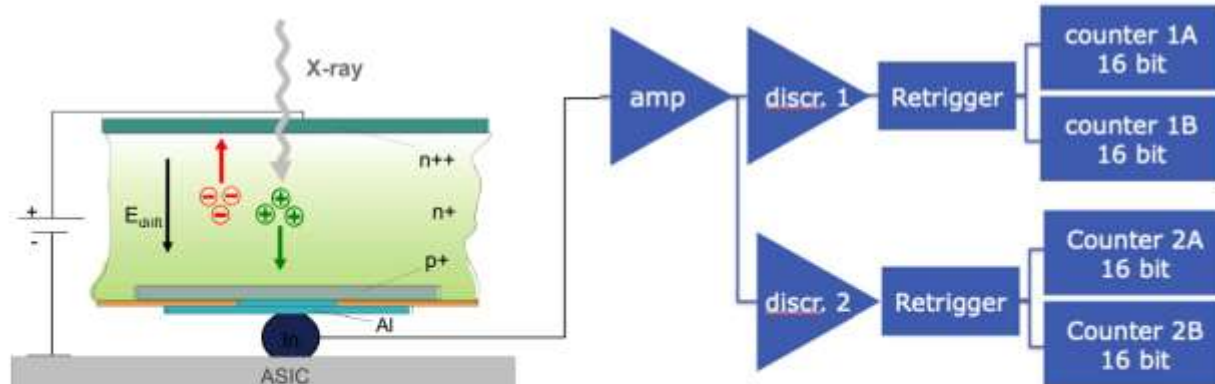 X-ray
n++
E drift
n+
p+
Al
In
ASIC
+
-
amp
discr. 1
Retrigger
counter 1A
16 bit
counter 1B
16 bit
discr. 2
Retrigger
Counter 2A
16 bit
Counter 2B
16 bit